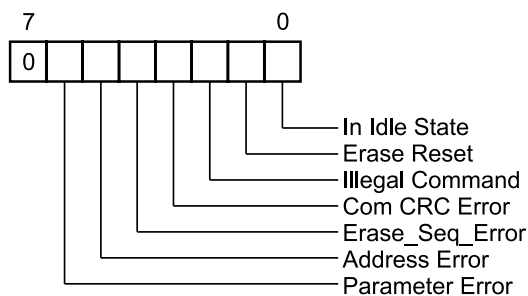 7 0
0
In Idle State
Erase Reset
Illegal Command
Com CRC Error
Erase_Seq_Error
Address Error
Parameter Error